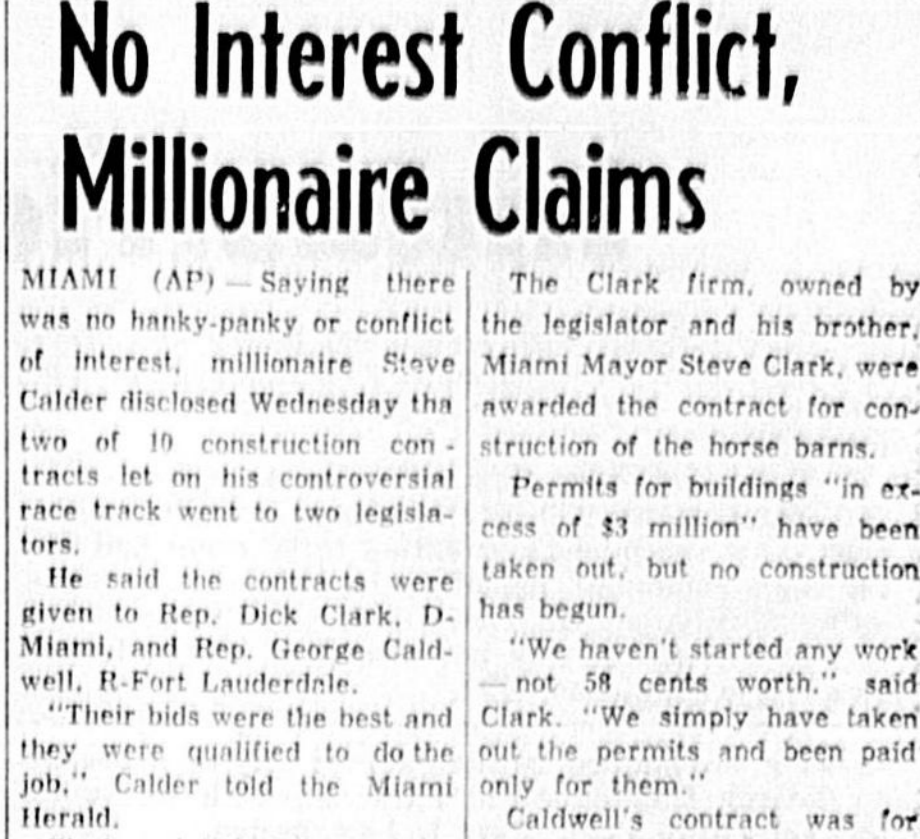 No Interest Conflict,
Millionaire Claims
MIAMI (AP) — Saying there
was no hanky-panky or conflict
of interest, millionaire Steve
Calder disclosed Wednesday tha
two of 10 construction con-
tracts let on his controversial
race track went to two legisla-
tors.
He said the contracts were
given to Rep. Dick Clark, D-
Miami, and Rep. George Cald-
well, R-Fort Lauderdale.
"Their bids were the best and
they were qualified to do the
job," Calder told the Miami
Herald.
The Clark firm, owned by
the legislator and his brother,
Miami Mayor Steve Clark, were
awarded the contract for con-
struction of the horse barns.
Permits for buildings "in ex-
cess of $3 million" have been
taken out, but no construction
has begun.
"We haven't started any work
— not 58 cents worth," said
Clark. "We simply have taken
out the permits and been paid
only for them."
Caldwell's contract was for